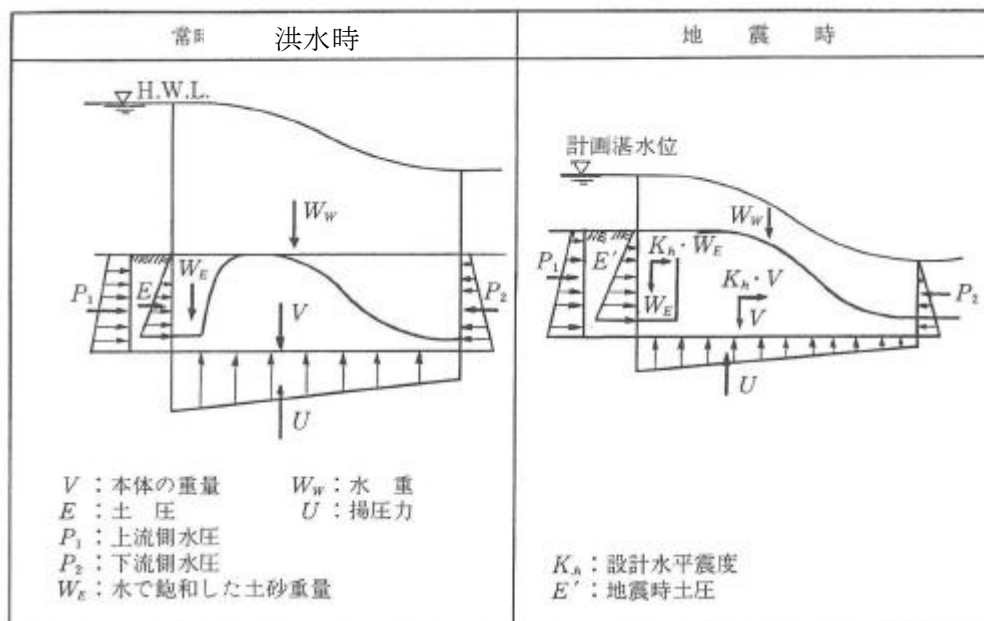 常時 洪水時
地震時
H.W.L.
計画湛水位
W_W
W_E
P_1
E
V
P_2
U
W_W
P_1
E'
K_h・W_E
W_E
K_h・V
V
P_2
U
V：本体の重量 W_W：水重
E：土圧 U：揚圧力
P_1：上流側水圧
P_2：下流側水圧
W_E：水で飽和した土砂重量
K_h：設計水平震度
E'：地震時土圧